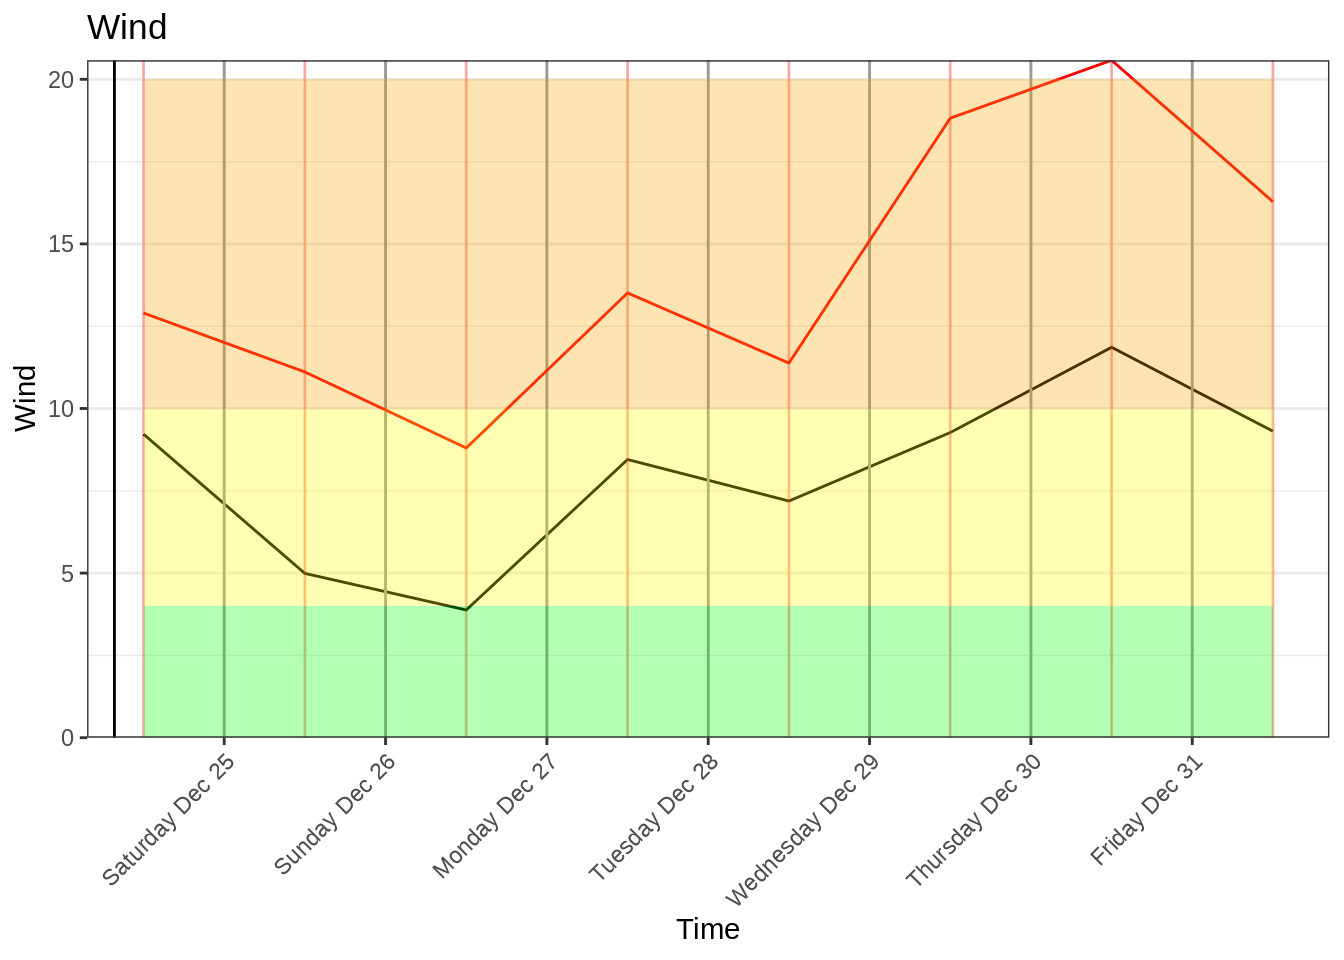 Wind
Wind
20
15
10
5
0
Saturday Dec 25
Sunday Dec 26
Monday Dec 27
Tuesday Dec 28
Wednesday Dec 29
Thursday Dec 30
Friday Dec 31
Time